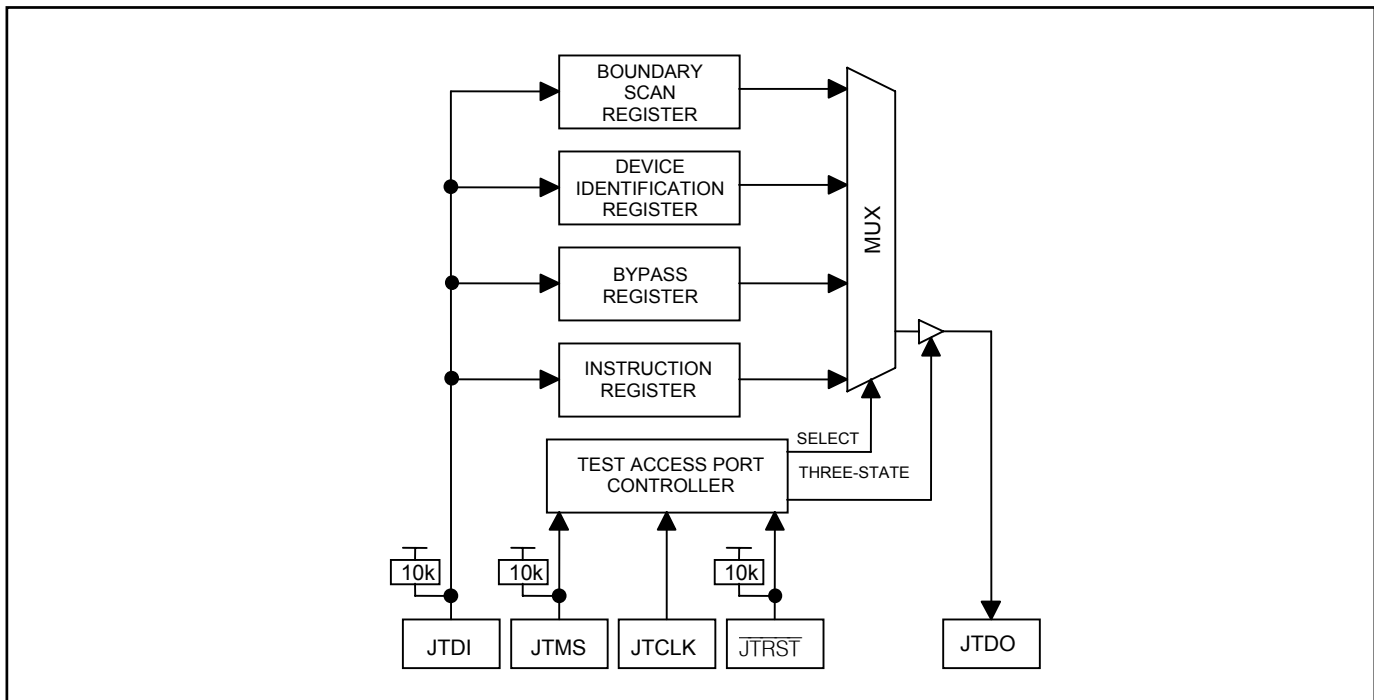 BOUNDARY
SCAN
REGISTER
DEVICE
IDENTIFICATION
REGISTER
BYPASS
REGISTER
INSTRUCTION
REGISTER
MUX
TEST ACCESS PORT
CONTROLLER
SELECT
THREE-STATE
10k
10k
10k
JTDI
JTMS
JTCLK
JTRST
JTDO